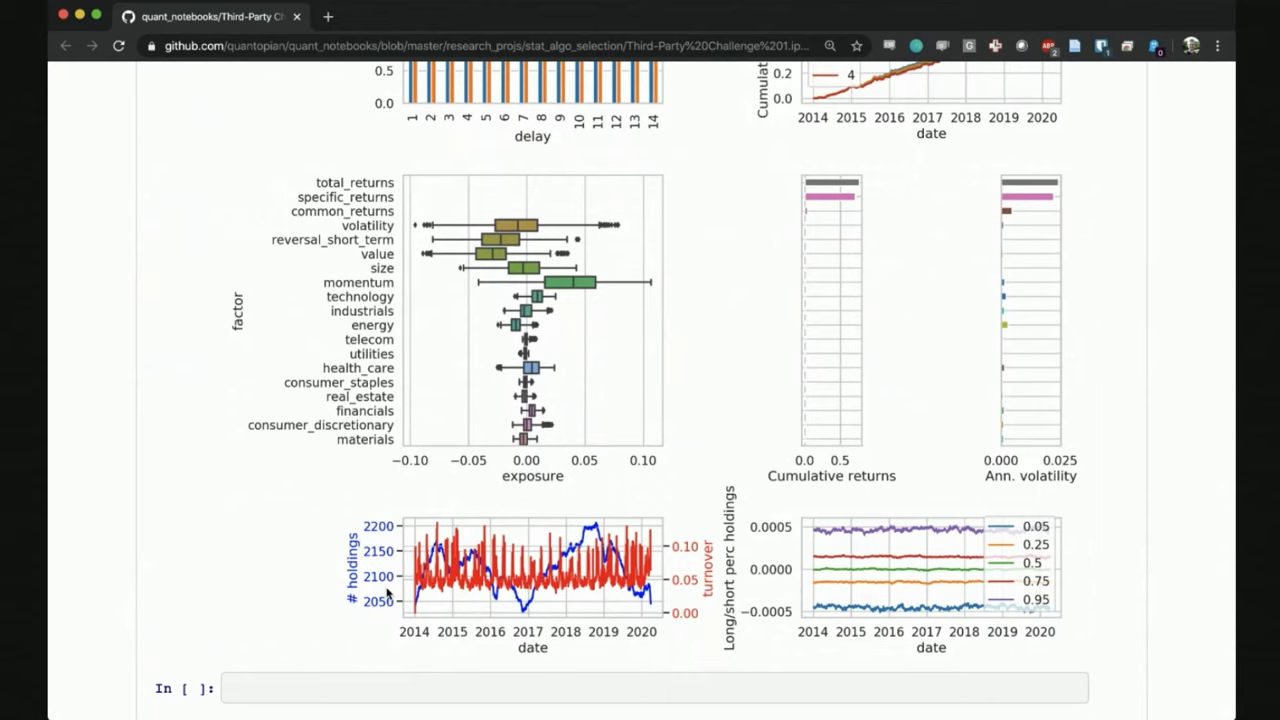 quant_notebooks/Third-Party C
github.com/quantopian/quant_notebooks/blob/master/research_projs/stat_algo_selection/Third-Party%20Challenge%201.ip...
0.5
0.0
1 2 3 4 5 6 7 8 9 10 11 12 13 14
delay
Cumulat
0.2
0.0
4
2014 2015 2016 2017 2018 2019 2020
date
factor
total_returns
specific_returns
common_returns
volatility
reversal_short_term
value
size
momentum
technology
industrials
energy
telecom
utilities
health_care
consumer_staples
real_estate
financials
consumer_discretionary
materials
−0.10 −0.05 0.00 0.05 0.10
exposure
0.0 0.5
Cumulative returns
0.000 0.025
Ann. volatility
# holdings
2200
2150
2100
2050
0.10
0.05
0.00
turnover
2014 2015 2016 2017 2018 2019 2020
date
Long/short perc holdings
0.0005
0.0000
−0.0005
0.05
0.25
0.5
0.75
0.95
2014 2015 2016 2017 2018 2019 2020
date
In [ ]: